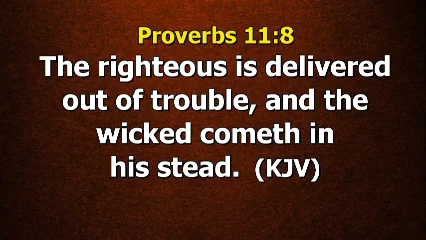 Proverbs 11:8
The righteous is delivered
out of trouble, and the
wicked cometh in
his stead. (KJV)